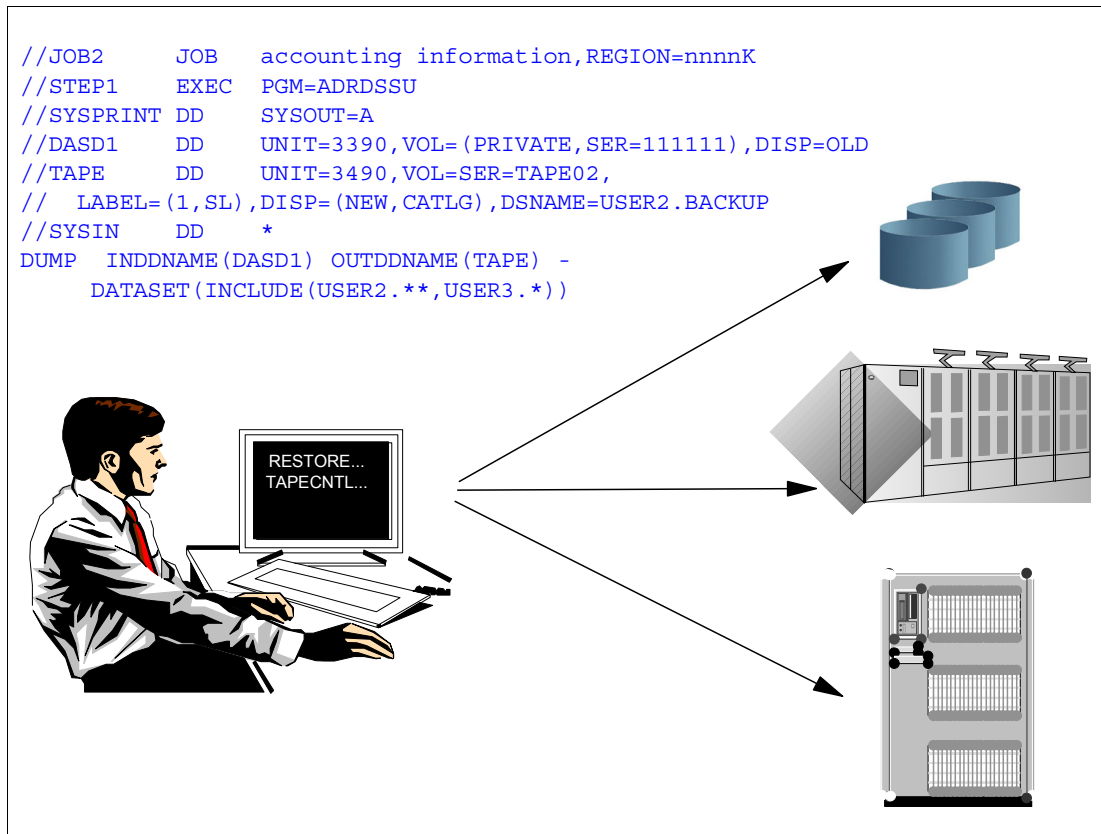 //JOB2     JOB   accounting information,REGION=nnnnK
//STEP1    EXEC  PGM=ADRDSSU
//SYSPRINT DD    SYSOUT=A
//DASD1    DD    UNIT=3390,VOL=(PRIVATE,SER=111111),DISP=OLD
//TAPE     DD    UNIT=3490,VOL=SER=TAPE02,
//  LABEL=(1,SL),DISP=(NEW,CATLG),DSNAME=USER2.BACKUP
//SYSIN    DD    *
DUMP  INDDNAME(DASD1) OUTDDNAME(TAPE) -
     DATASET(INCLUDE(USER2.**,USER3.*))
RESTORE...
TAPECNTL...